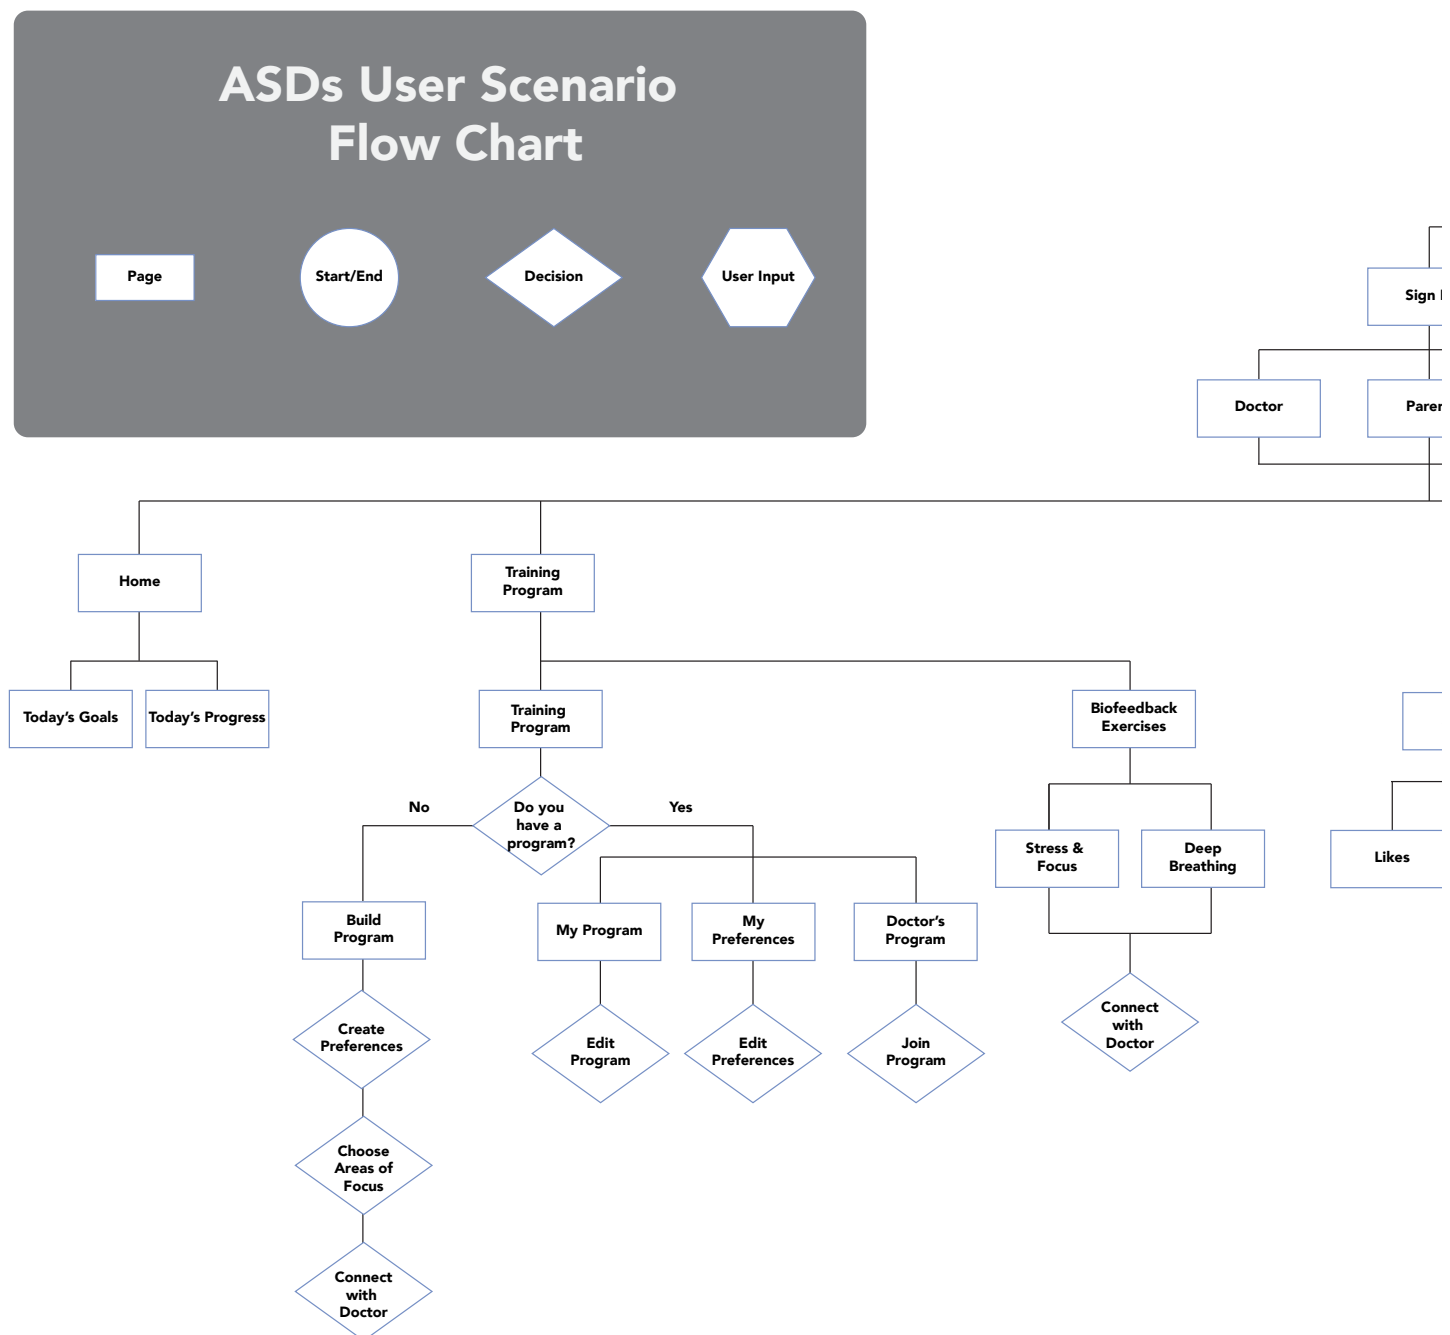 ASDs User Scenario
Flow Chart
Page
Start/End
Decision
User Input
Sign
Doctor
Paren
Home
Training
Program
Today's Goals
Today's Progress
Training
Program
Biofeedback
Exercises
No
Do you
have a
program?
Yes
Stress &
Focus
Deep
Breathing
Likes
Build
Program
My Program
My
Preferences
Doctor's
Program
Create
Preferences
Edit
Program
Edit
Preferences
Join
Program
Connect
with
Doctor
Choose
Areas of
Focus
Connect
with
Doctor